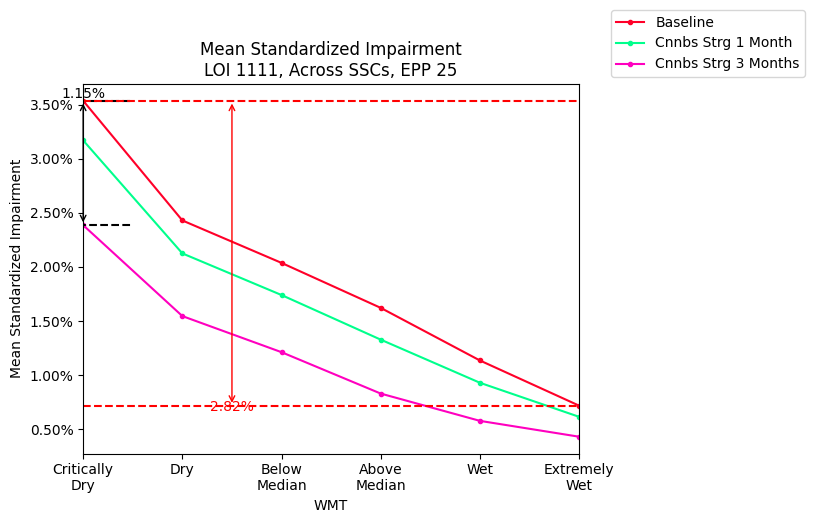 Baseline
Cnnbs Strg 1 Month
Cnnbs Strg 3 Months
Mean Standardized Impairment
LOI 1111, Across SSCs, EPP 25
1.15%
3.50%
3.00%
2.50%
2.00%
1.50%
1.00%
0.50%
Mean Standardized Impairment
2.82%
Critically
Dry
Dry
Below
Median
Above
Median
Wet
Extremely
Wet
WMT